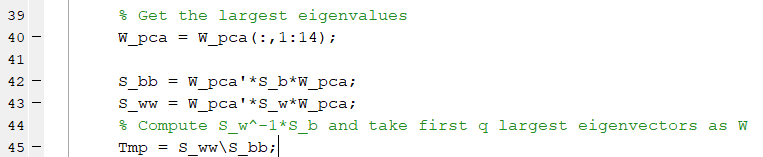 39 % Get the largest eigenvalues
40 - W_pca = W_pca(:,1:14);
41
42 - S_bb = W_pca'*S_b*W_pca;
43 - S_ww = W_pca'*S_w*W_pca;
44 % Compute S_w^-1*S_b and take first q largest eigenvectors as W
45 - Tmp = S_ww\S_bb;